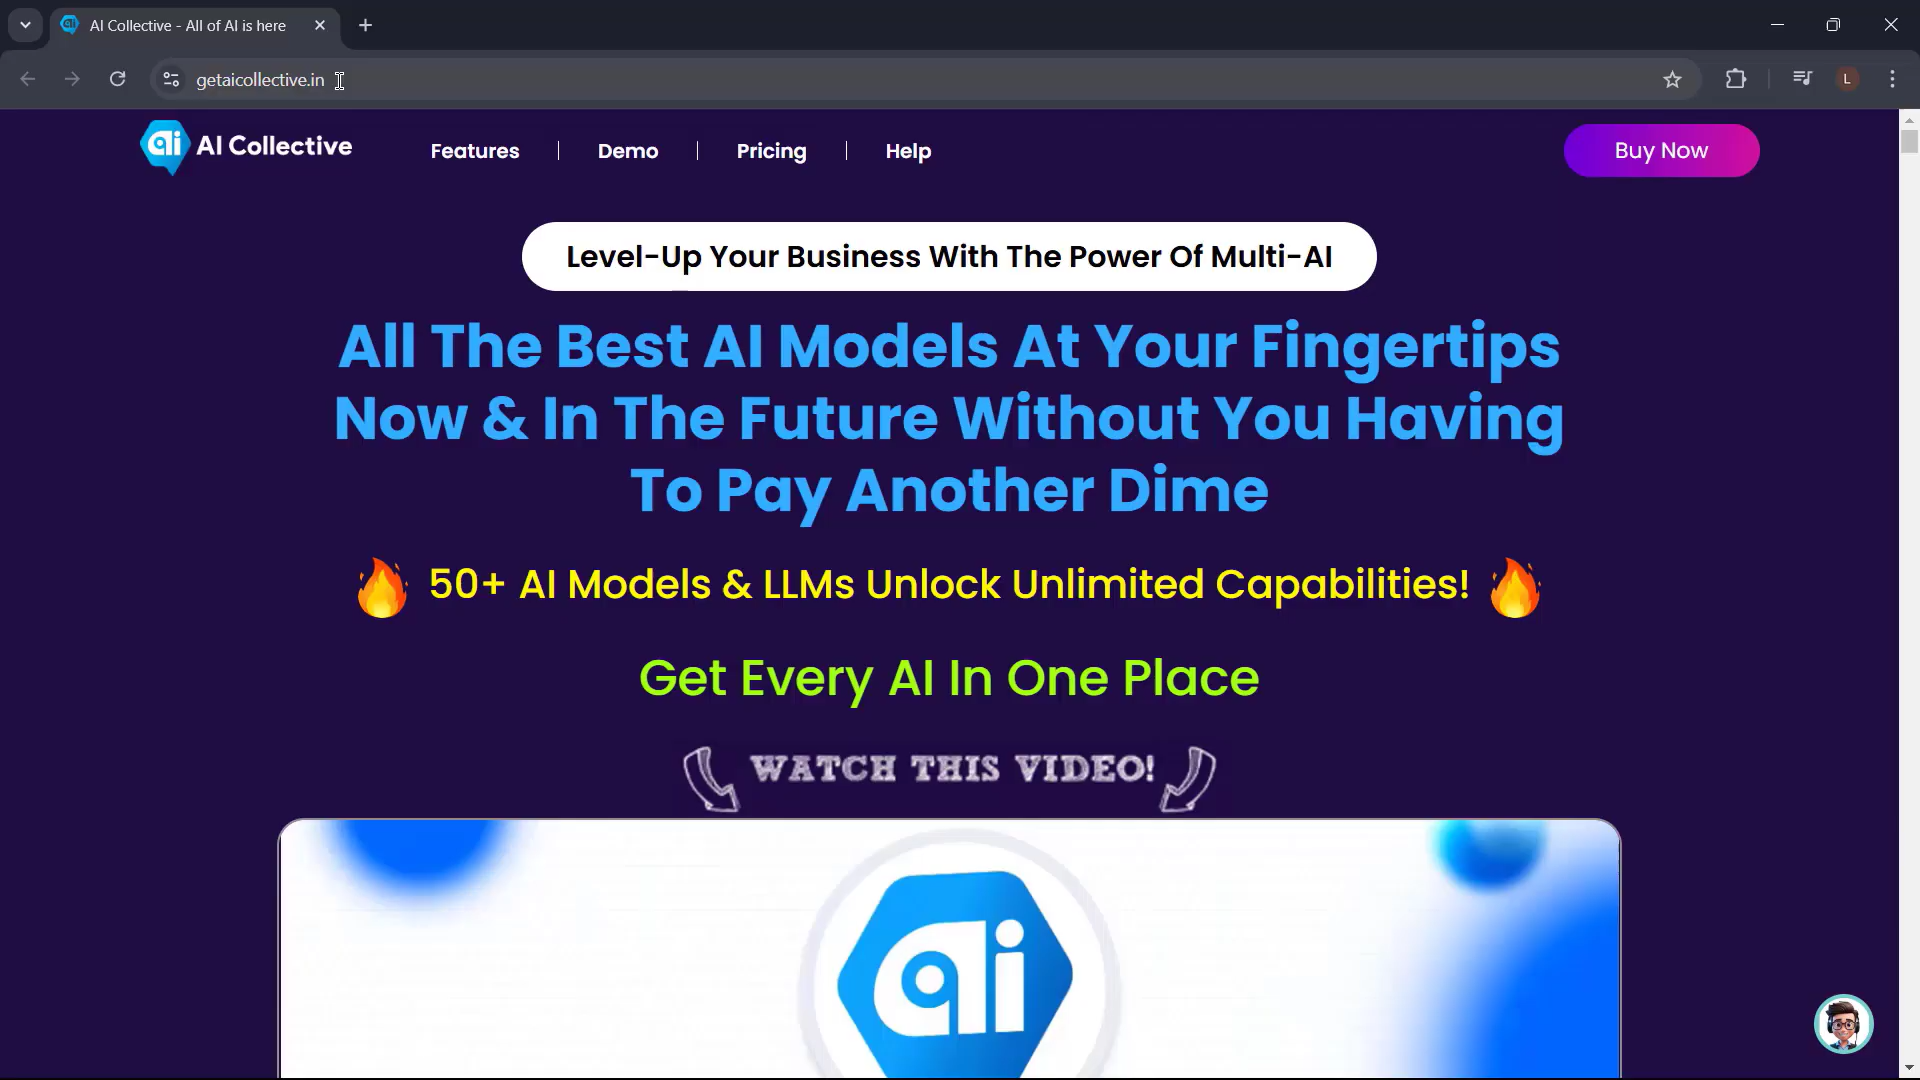 AI Collective - All of AI is here
getaicollective.in
L
ai AI Collective
Features
Demo
Pricing
Help
Buy Now
Level-Up Your Business With The Power Of Multi-AI
All The Best AI Models At Your Fingertips
Now & In The Future Without You Having
To Pay Another Dime
🔥 50+ AI Models & LLMs Unlock Unlimited Capabilities! 🔥
Get Every AI In One Place
WATCH THIS VIDEO!
ai